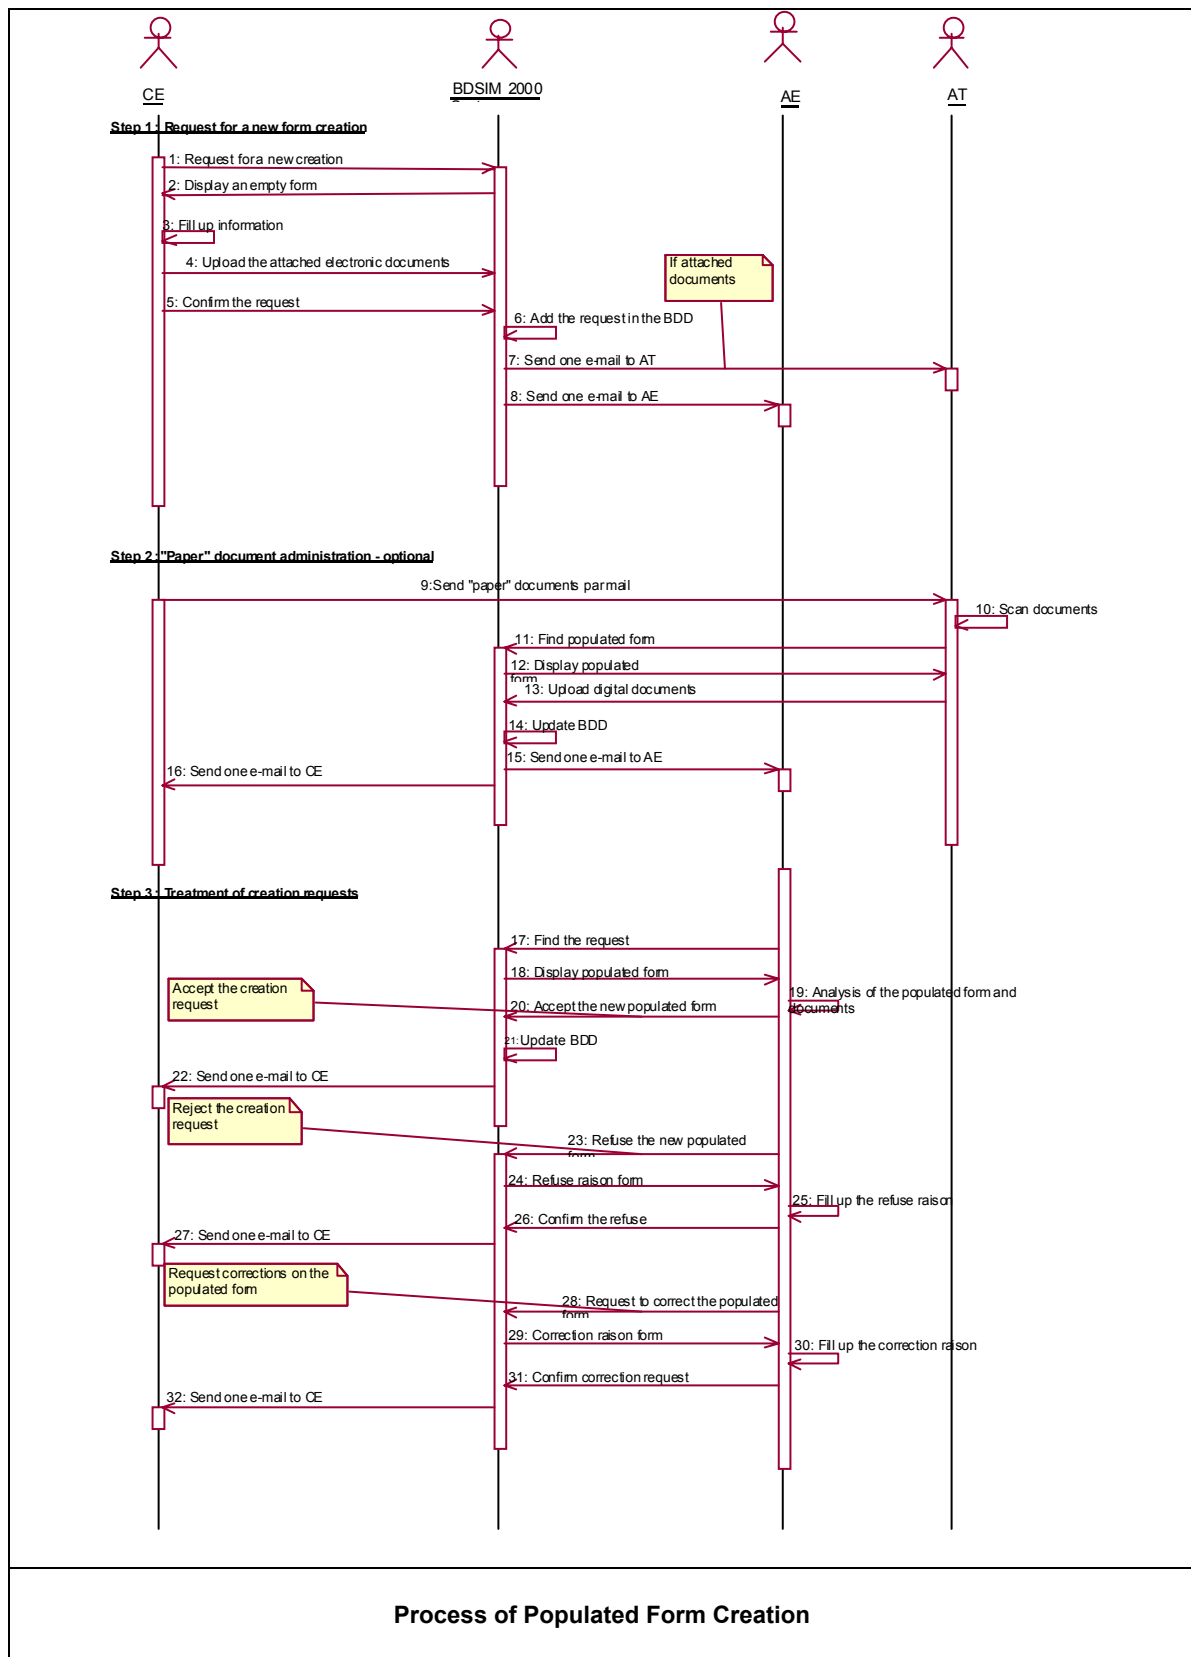 CE
BDSIM 2000
AE
AT
Step 1 : Request for a new form creation
1: Request for a new creation
2: Display an empty form
3: Fill up information
4: Upload the attached electronic documents
If attached
documents
5: Confirm the request
6: Add the request in the BDD
7: Send one e-mail to AT
8: Send one e-mail to AE
Step 2 :"Paper" document administration - optional
9:Send "paper" documents par mail
10: Scan documents
11: Find populated form
12: Display populated
form
13: Upload digital documents
14: Update BDD
15: Send one e-mail to AE
16: Send one e-mail to CE
Step 3 : Treatment of creation requests
17: Find the request
18: Display populated form
Accept the creation
request
19: Analysis of the populated form and
documents
20: Accept the new populated form
21: Update BDD
22: Send one e-mail to CE
Reject the creation
request
23: Refuse the new populated
form
24: Refuse raison form
25: Fill up the refuse raison
26: Confirm the refuse
27: Send one e-mail to CE
Request corrections on the
populated form
28: Request to correct the populated
form
29: Correction raison form
30: Fill up the correction raison
31: Confirm correction request
32: Send one e-mail to CE
Process of Populated Form Creation